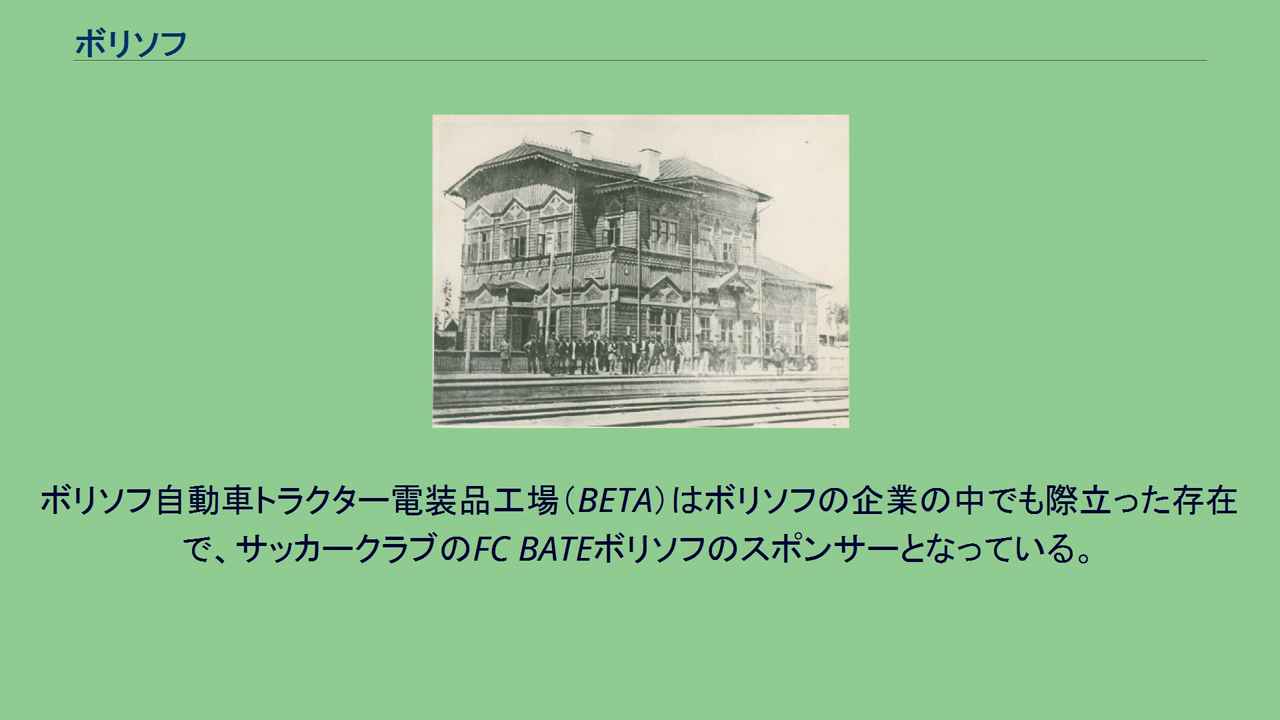 ボリソフ
ボリソフ自動車トラクター電装品工場（BETA）はボリソフの企業の中でも際立った存在
で、サッカークラブのFC BATEボリソフのスポンサーとなっている。